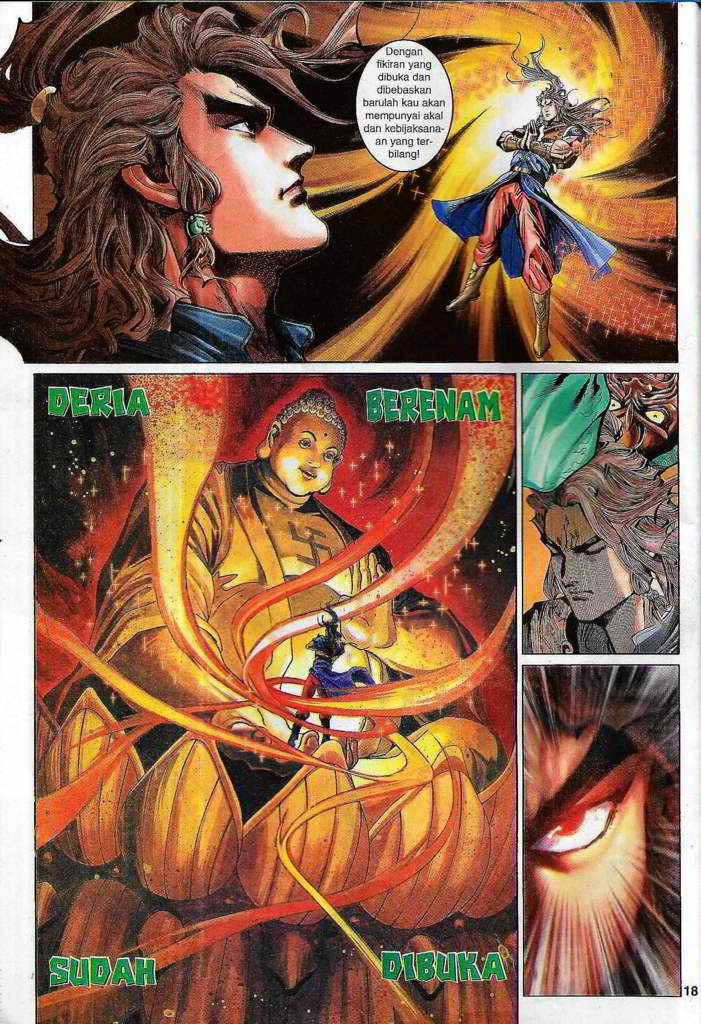 Dengan
fikiran yang
dibuka dan
dibebaskan
barulah kau akan
mempunyai akal
dan kebijaksana-
an yang ter-
bilang!
DERIA
BERENAM
SUDAH
DIBUKA
18